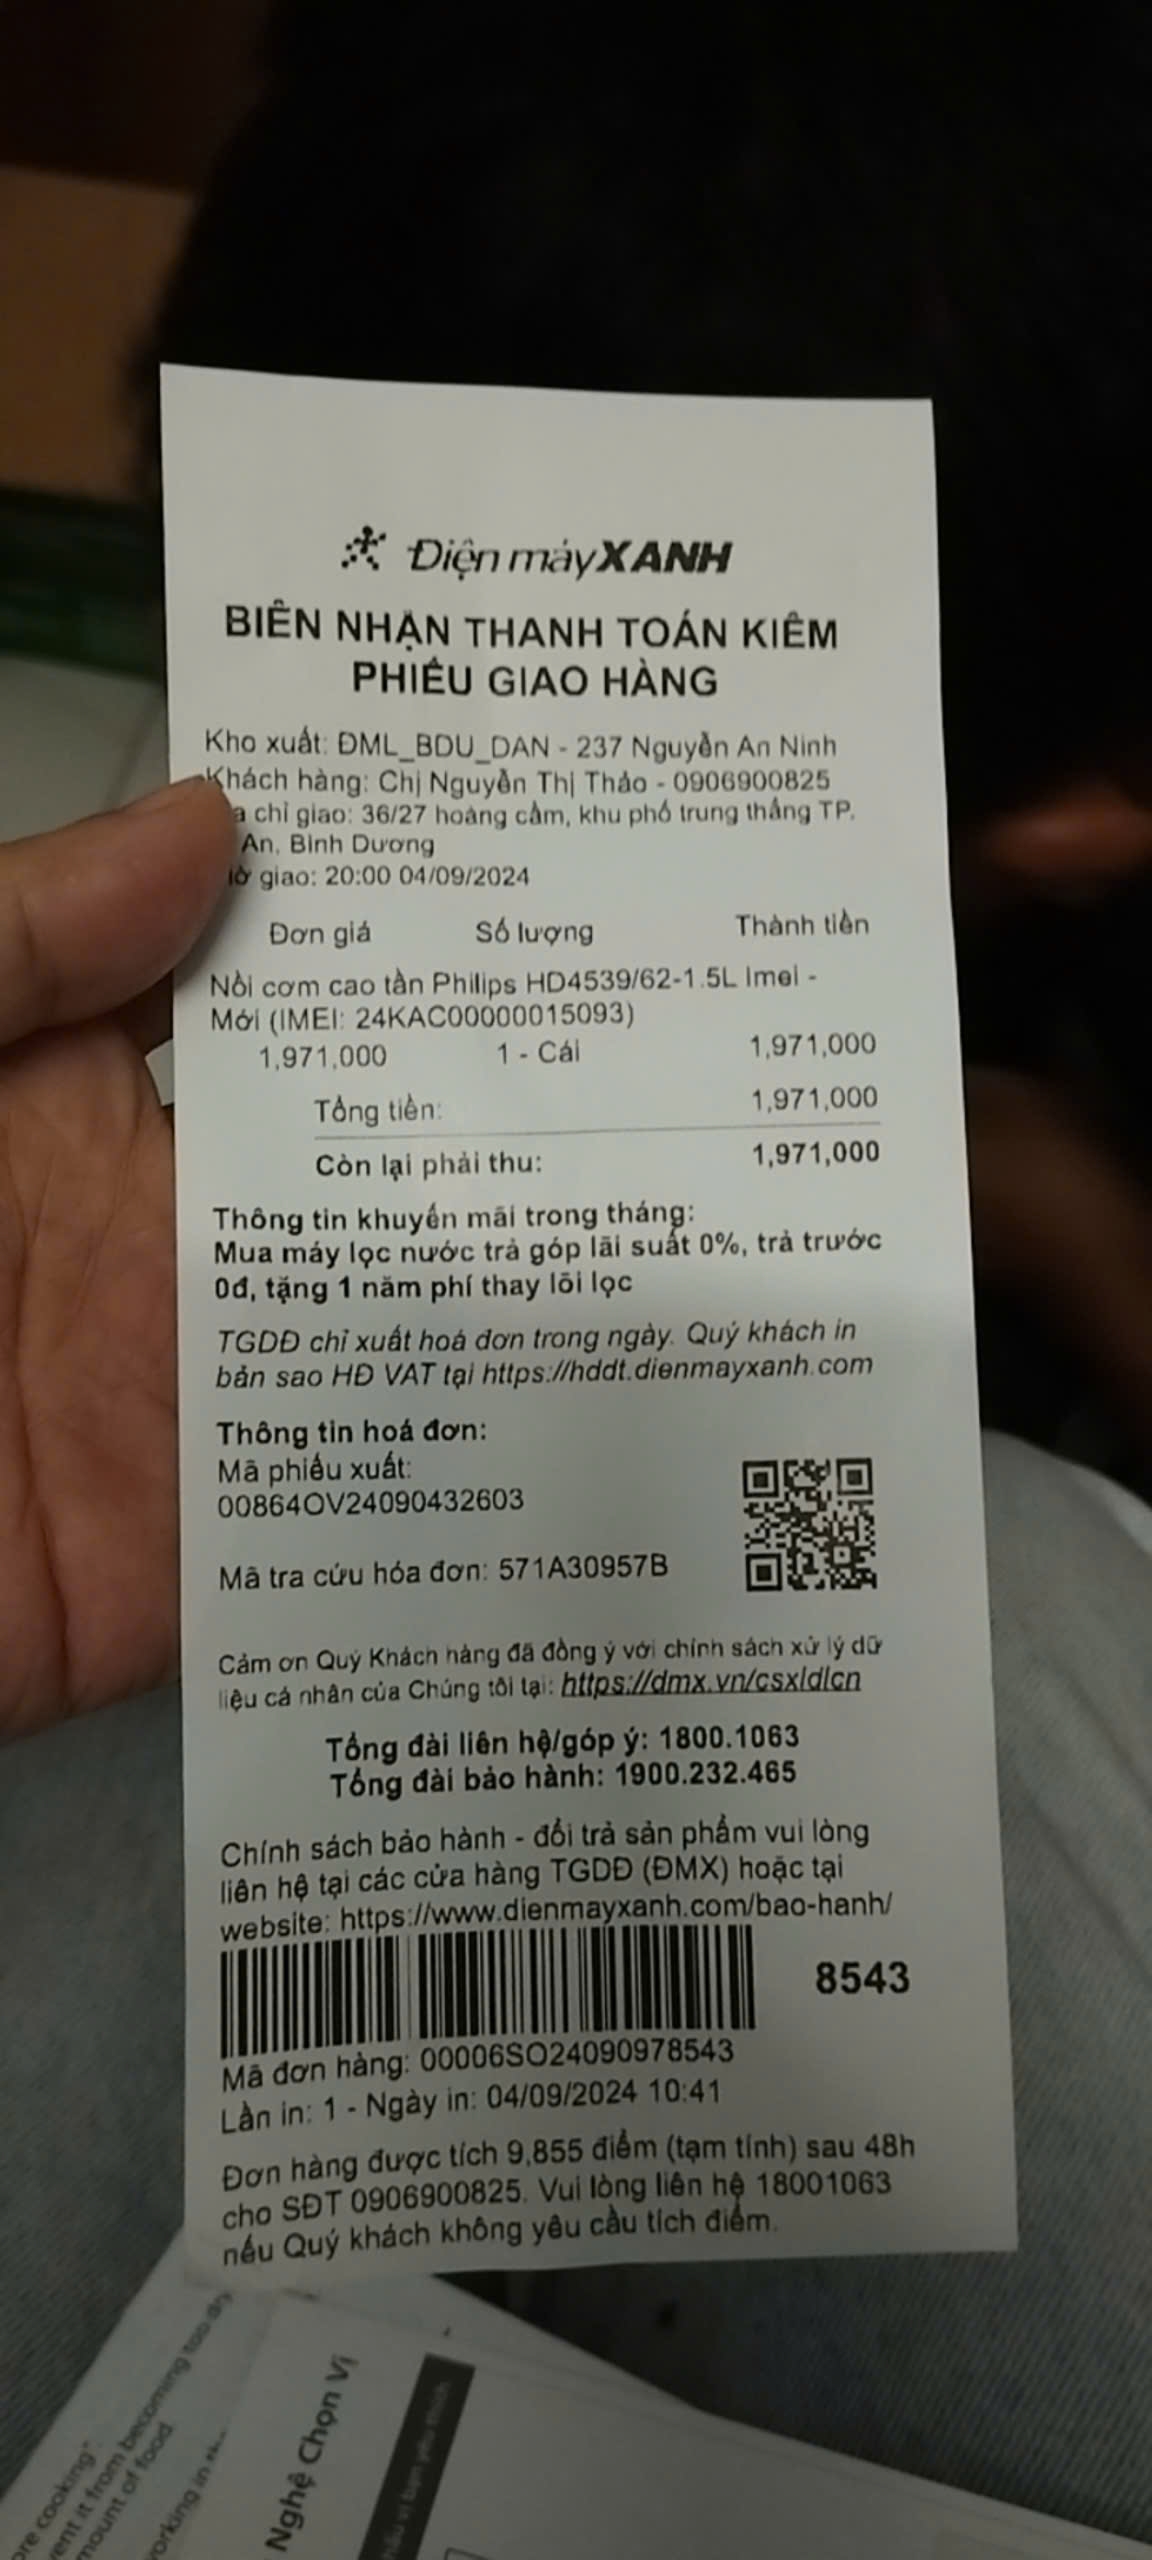 Điện máy XANH
BIÊN NHẬN THANH TOÁN KIÊM
PHIẾU GIAO HÀNG
Kho xuất: ĐML_BDU_DAN - 237 Nguyễn An Ninh
Khách hàng: Chị Nguyễn Thị Thảo - 0906900825
chỉ giao: 36/27 hoàng cầm, khu phố trung thắng TP.
An, Bình Dương
giao: 20:00 04/09/2024
Đơn giá Số lượng Thành tiền
Nồi cơm cao tần Philips HD4539/62-1.5L Imei -
Mới (IMEI: 24KAC00000015093)
1,971,000 1 - Cái 1,971,000
Tổng tiền: 1,971,000
Còn lại phải thu: 1,971,000
Thông tin khuyến mãi trong tháng:
Mua máy lọc nước trả góp lãi suất 0%, trả trước
0đ, tặng 1 năm phí thay lõi lọc
TGDĐ chỉ xuất hoá đơn trong ngày. Quý khách in
bản sao HĐ VAT tại https://hddt.dienmayxanh.com
Thông tin hoá đơn:
Mã phiếu xuất:
00864OV24090432603
Mã tra cứu hóa đơn: 571A30957B
Cảm ơn Quý Khách hàng đã đồng ý với chính sách xử lý dữ
liệu cá nhân của Chúng tôi tại: https://dmx.vn/csxldlcn
Tổng đài liên hệ/góp ý: 1800.1063
Tổng đài bảo hành: 1900.232.465
Chính sách bảo hành - đổi trả sản phẩm vui lòng
liên hệ tại các cửa hàng TGDĐ (ĐMX) hoặc tại
website: https://www.dienmayxanh.com/bao-hanh/
8543
Mã đơn hàng: 00006SO24090978543
Lần in: 1 - Ngày in: 04/09/2024 10:41
Đơn hàng được tích 9,855 điểm (tạm tính) sau 48h
cho SĐT 0906900825. Vui lòng liên hệ 18001063
nếu Quý khách không yêu cầu tích điểm.
cooking".
it from becoming too dry
of food
Nghệ Chọn Vị